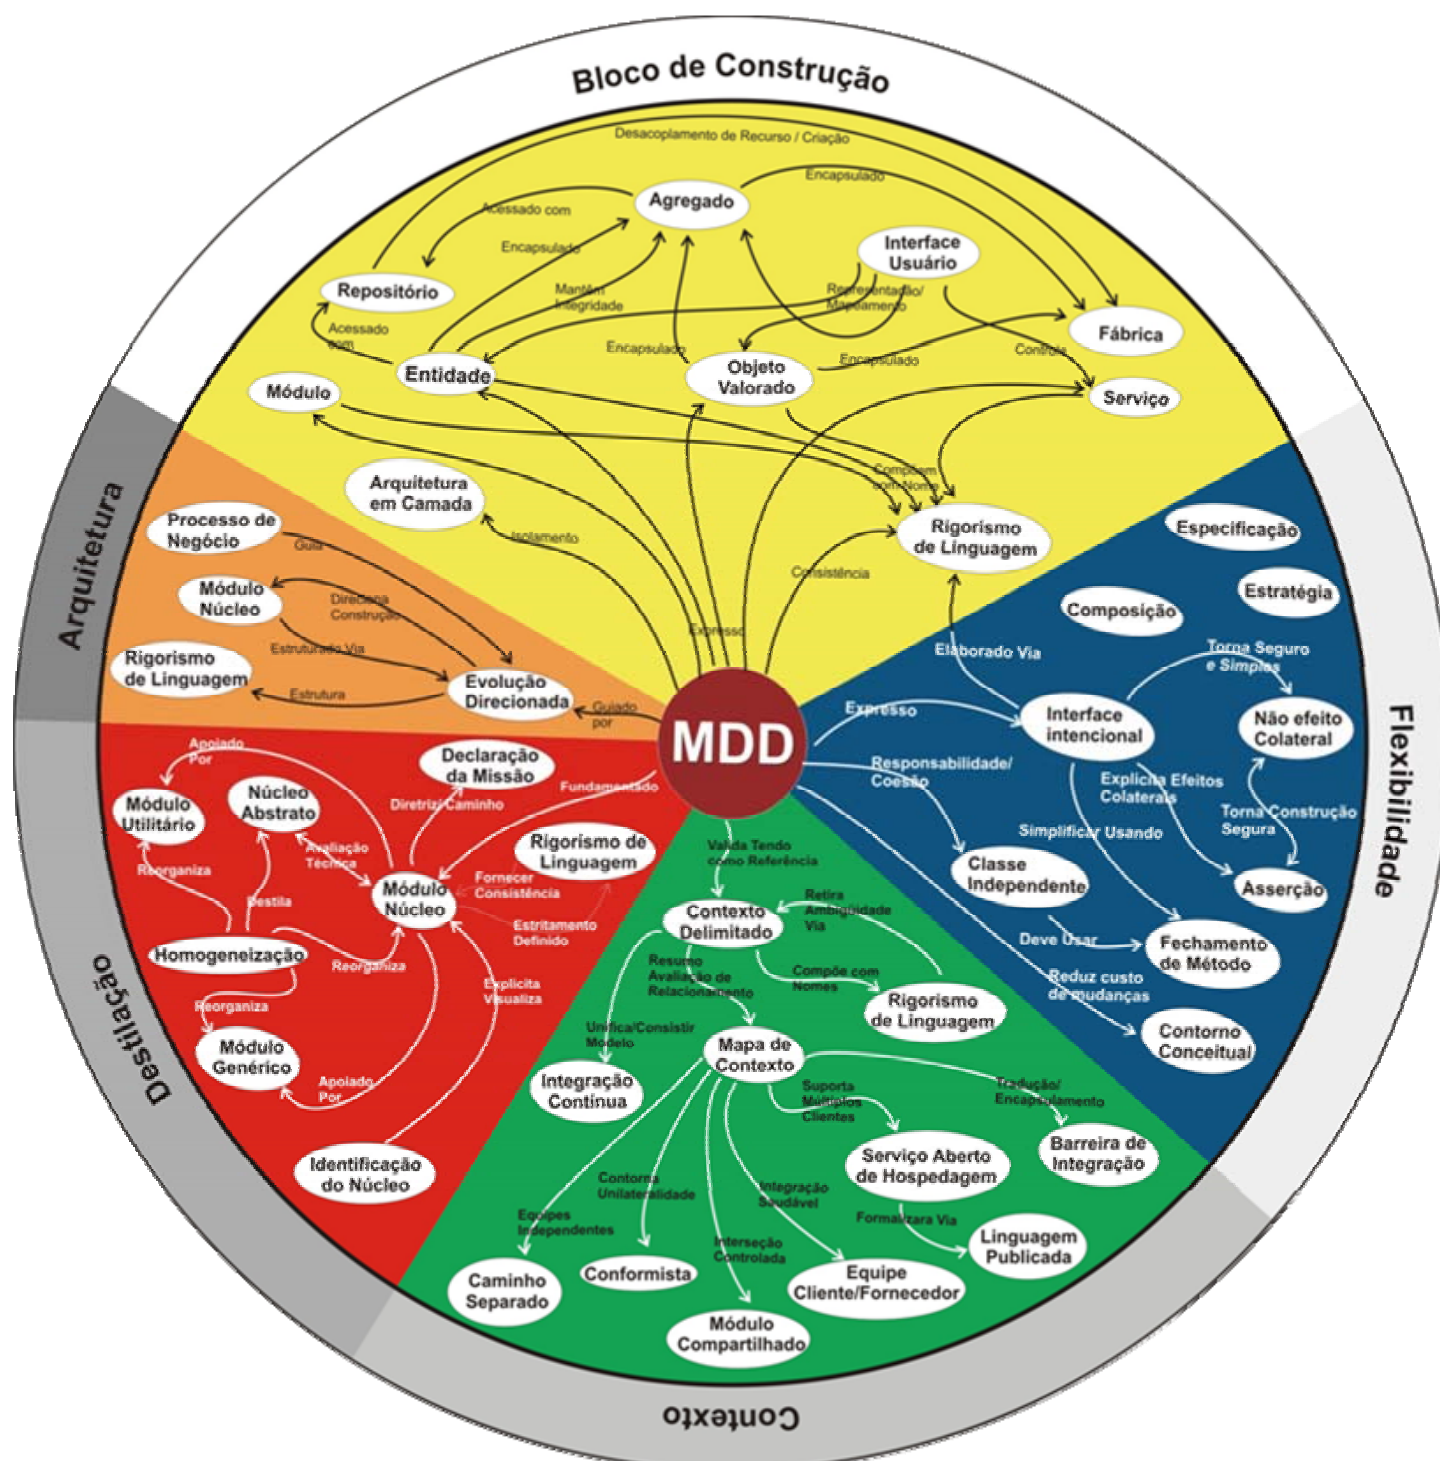 Bloco de Construção
Desacoplamento de Recurso / Criação
Encapsulado
Agregado
Acessado com
Encapsulado
Interface
Usuário
Repositório
Mantém
Integridade
Representação/
Mapeamento
Fábrica
Acessado
com
Encapsulado
Objeto
Valorado
Encapsulado
Controla
Entidade
Módulo
Serviço
Arquitetura
em Camada
Compõem
com Nome
Isolamento
Rigorismo
de Linguagem
Consistência
Expresso
Arquitetura
Processo de
Negócio
Guia
Módulo
Núcleo
Direciona
Construção
Estruturado Via
Rigorismo
de Linguagem
Estrutura
Evolução
Direcionada
Guiado
por
MDD
Flexibilidade
Especificação
Estratégia
Composição
Elaborado Via
Torna Seguro
e Simples
Expresso
Interface
intencional
Não efeito
Colateral
Responsabilidade/
Coesão
Explicita Efeitos
Colaterais
Torna Construção
Segura
Simplificar Usando
Classe
Independente
Asserção
Deve Usar
Fechamento
de Método
Reduz custo
de mudanças
Contorno
Conceitual
Destilação
Apoiado
Por
Declaração
da Missão
Fundamentado
Módulo
Utilitário
Núcleo
Abstrato
Diretriz/Caminho
Rigorismo de
Linguagem
Avaliação
Técnica
Reorganiza
Módulo
Núcleo
Fornecer
Consistência
Destila
Estritamento
Definido
Homogeneização
Reorganiza
Explicita
Visualiza
Reorganiza
Módulo
Genérico
Apoiado
Por
Identificação
do Núcleo
Contexto
Valida Tendo
como Referência
Contexto
Delimitado
Retira
Ambigüidade
Via
Resumo
Avaliação de
Relacionamento
Compõe com
Nomes
Rigorismo
de Linguagem
Unifica/Consistir
Modelo
Mapa de
Contexto
Integração
Contínua
Suporta
Múltiplos
Clientes
Tradução/
Encapsulamento
Serviço Aberto
de Hospedagem
Barreira de
Integração
Contorna
Unilateralidade
Integração
Saudável
Equipes
Independentes
Formalizara Via
Interseção
Controlada
Linguagem
Publicada
Caminho
Separado
Conformista
Equipe
Cliente/Fornecedor
Módulo
Compartilhado